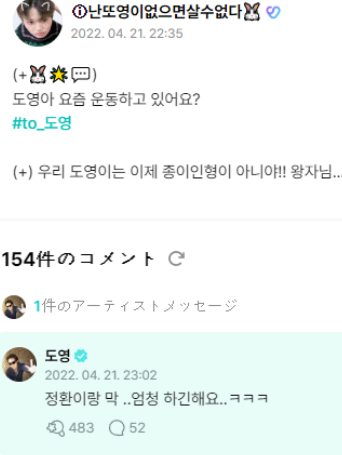 ①난또영이없으면살수없다🐰
2022. 04. 21. 22:35
(+🐰🌟💬)
도영아 요즘 운동하고 있어요?
#to_도영
(+) 우리 도영이는 이제 종이인형이 아니야!! 왕자님...
154件のコメント
1件のアーティストメッセージ
도영
2022. 04. 21. 23:02
정환이랑 막 ..엄청 하긴해요..ㅋㅋㅋ
483 52